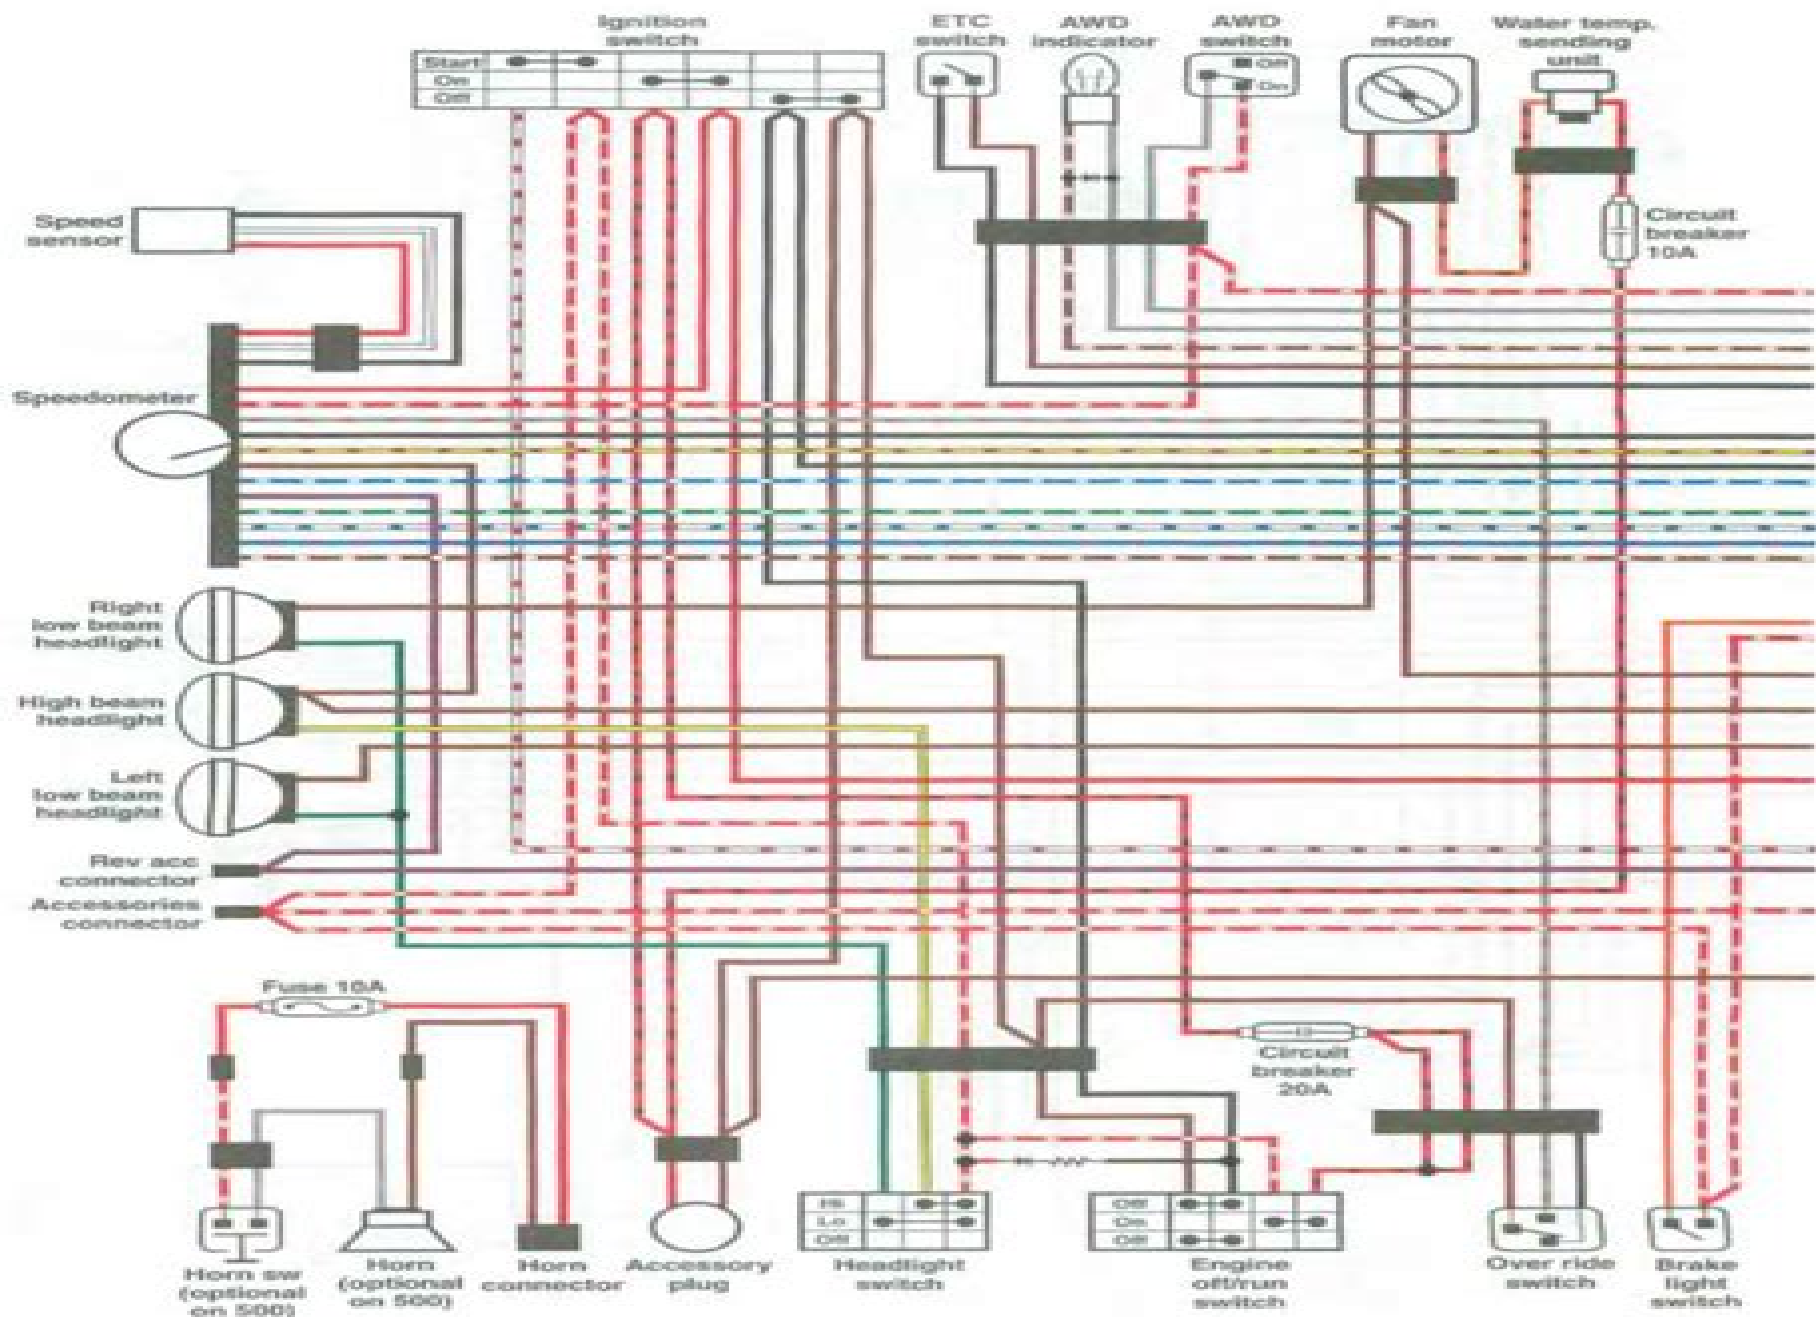 Ignition
switch
ETC
switch
AWD
indicator
AWD
switch
Fan
motor
Water temp.
sending
unit
Start
On
Off
Off
On
Speed
sensor
Circuit
breaker
10A
Speedometer
Right
low beam
headlight
High beam
headlight
Left
low beam
headlight
Rev acc
connector
Accessories
connector
Fuse 10A
Circuit
breaker
20A
Hi
Lo
Off
Off
On
Off
Horn sw
(optional
on 500)
Horn
(optional
on 500)
Horn
connector
Accessory
plug
Headlight
switch
Engine
off/run
switch
Over ride
switch
Brake
light
switch